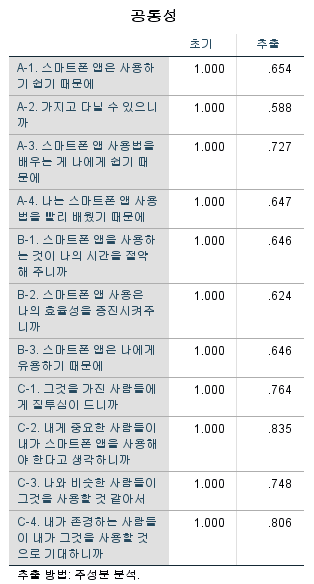 공통성
초기 추출
A-1. 스마트폰 앱은 사용하 1.000 .654
기 쉽기 때문에
A-2. 가지고 다닐 수 있으니 1.000 .588
까
A-3. 스마트폰 앱 사용법을 1.000 .727
배우는 게 나에게 쉽기 때
문에
A-4. 나는 스마트폰 앱 사용 1.000 .647
법을 빨리 배웠기 때문에
B-1. 스마트폰 앱을 사용하 1.000 .646
는 것이 나의 시간을 절약
해 주니까
B-2. 스마트폰 앱 사용은 1.000 .624
나의 효율성을 증진시켜주
니까
B-3. 스마트폰 앱은 나에게 1.000 .646
유용하기 때문에
C-1. 그것을 가진 사람들에 1.000 .764
게 질투심이 드니까
C-2. 내게 중요한 사람들이 1.000 .835
내가 스마트폰 앱을 사용해
야 한다고 생각하니까
C-3. 나와 비슷한 사람들이 1.000 .748
그것을 사용할 것 같아서
C-4. 내가 존경하는 사람들 1.000 .806
이 내가 그것을 사용할 것
으로 기대하니까
추출 방법: 주성분 분석.